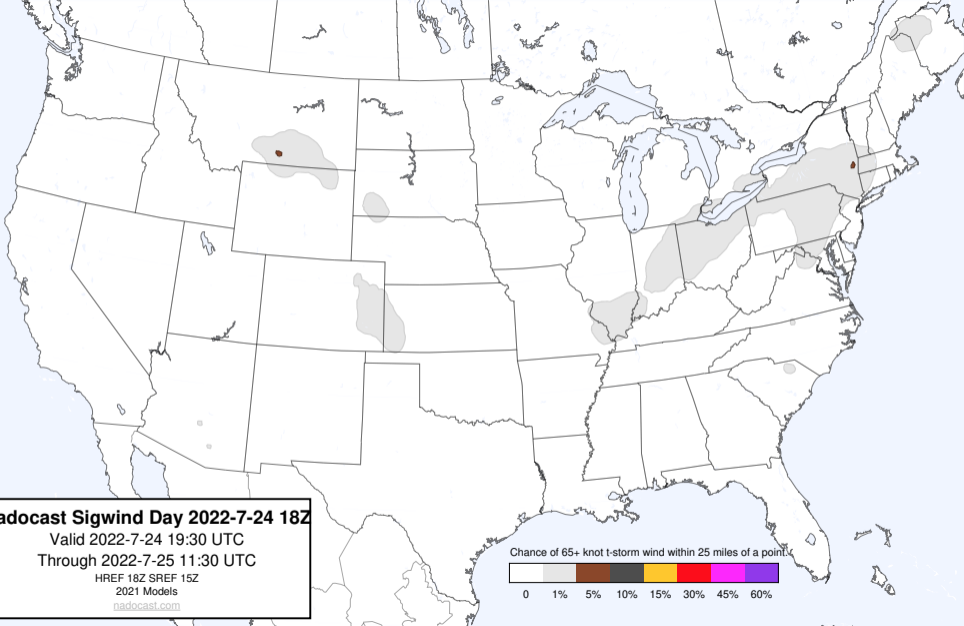 adocast Sigwind Day 2022-7-24 18Z
Valid 2022-7-24 19:30 UTC
Through 2022-7-25 11:30 UTC
HREF 18Z SREF 15Z
2021 Models
nadocast.com
Chance of 65+ knot t-storm wind within 25 miles of a point.
0 1% 5% 10% 15% 30% 45% 60%